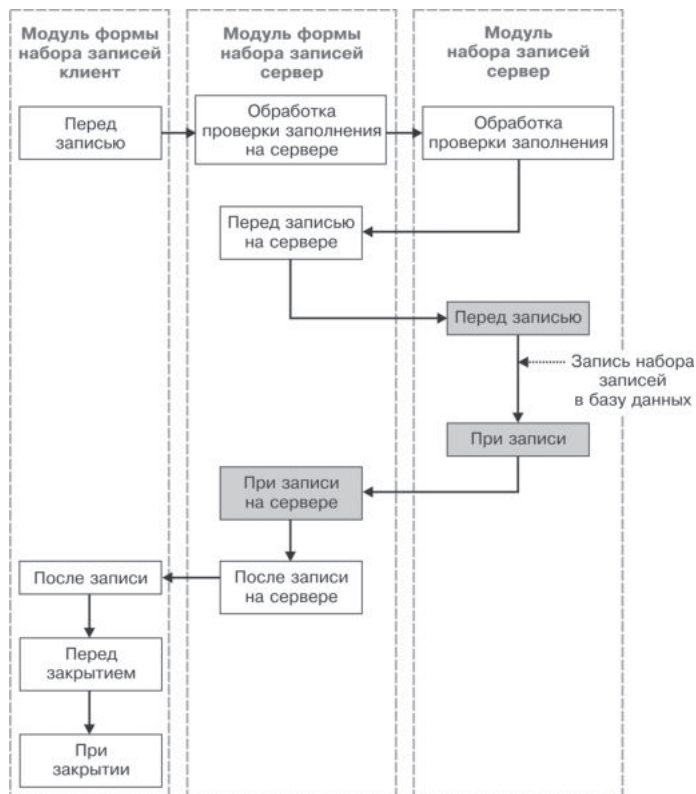 Модуль формы
набора записей
клиент
Модуль формы
набора записей
сервер
Модуль
набора записей
сервер
Перед
записью
Обработка
проверки заполнения
на сервере
Обработка
проверки заполнения
Перед записью
на сервере
Перед записью
Запись набора
записей
в базу данных
При записи
При записи
на сервере
После записи
После записи
на сервере
Перед
закрытием
При
закрытии